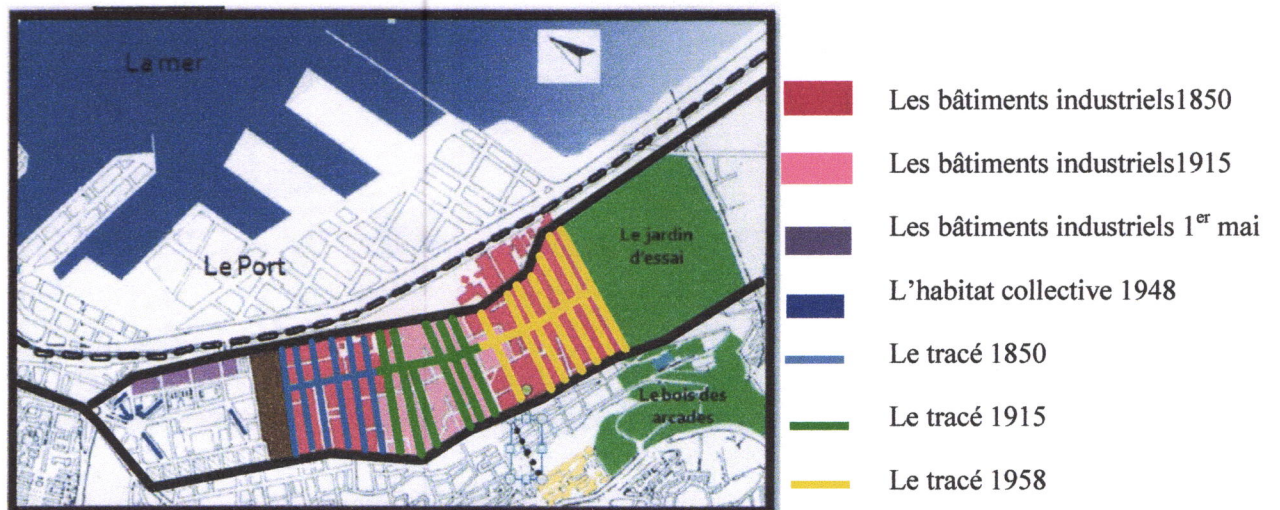 La mer
Le Port
Le jardin
d'essai
Le bois des
arcades
Les bâtiments industriels1850
Les bâtiments industriels1915
Les bâtiments industriels 1er mai
L'habitat collective 1948
Le tracé 1850
Le tracé 1915
Le tracé 1958